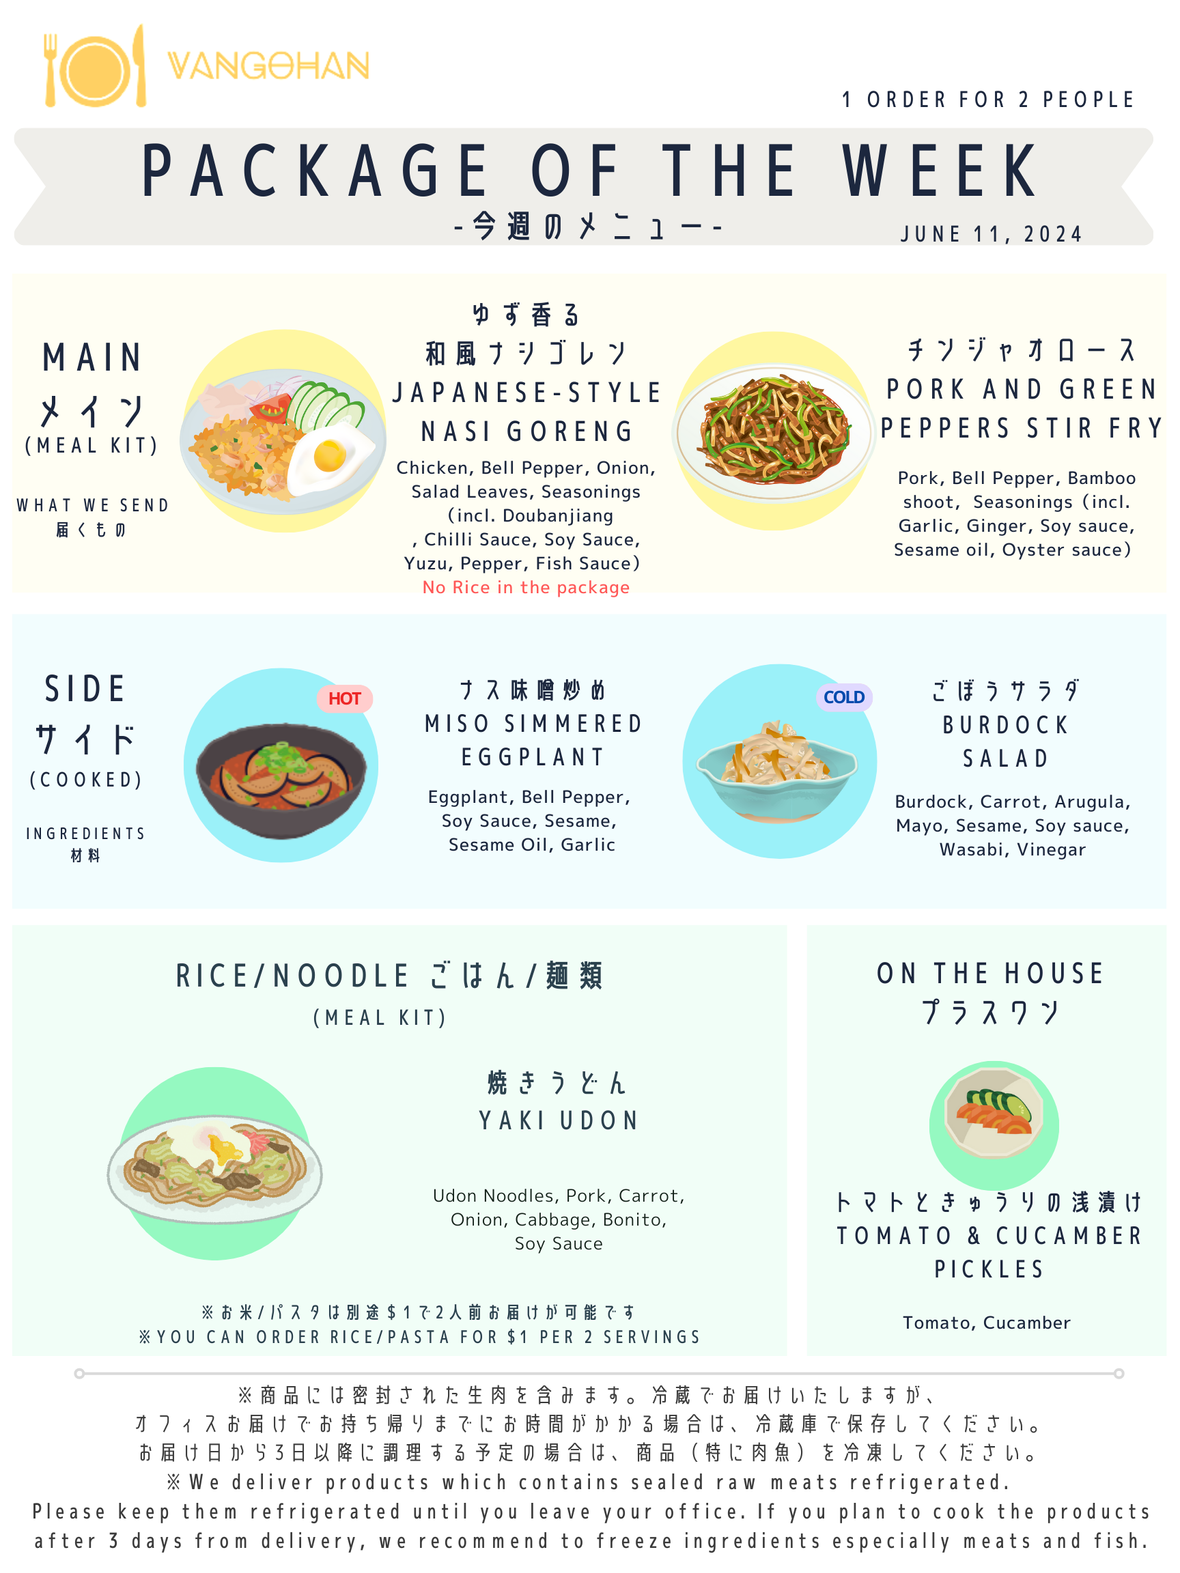 VANGOHAN
1 ORDER FOR 2 PEOPLE
PACKAGE OF THE WEEK
-今週のメニュー-
JUNE 11, 2024
MAIN
メイン
(MEAL KIT)
WHAT WE SEND
届くもの
ゆず香る
和風ナシゴレン
JAPANESE-STYLE
NASI GORENG
Chicken, Bell Pepper, Onion,
Salad Leaves, Seasonings
(incl. Doubanjiang
, Chilli Sauce, Soy Sauce,
Yuzu, Pepper, Fish Sauce)
No Rice in the package
チンジャオロース
PORK AND GREEN
PEPPERS STIR FRY
Pork, Bell Pepper, Bamboo
shoot, Seasonings (incl.
Garlic, Ginger, Soy sauce,
Sesame oil, Oyster sauce)
SIDE
サイド
(COOKED)
INGREDIENTS
材料
HOT
ナス味噌炒め
MISO SIMMERED
EGGPLANT
Eggplant, Bell Pepper,
Soy Sauce, Sesame,
Sesame Oil, Garlic
COLD
ごぼうサラダ
BURDOCK
SALAD
Burdock, Carrot, Arugula,
Mayo, Sesame, Soy sauce,
Wasabi, Vinegar
RICE/NOODLE ごはん/麺類
(MEAL KIT)
焼きうどん
YAKI UDON
Udon Noodles, Pork, Carrot,
Onion, Cabbage, Bonito,
Soy Sauce
※お米/パスタは別途$1で2人前お届けが可能です
※YOU CAN ORDER RICE/PASTA FOR $1 PER 2 SERVINGS
ON THE HOUSE
プラスワン
トマトときゅうりの浅漬け
TOMATO & CUCAMBER
PICKLES
Tomato, Cucumber
※商品には密封された生肉を含みます。冷蔵でお届けいたしますが、
オフィスお届けでお持ち帰りまでにお時間がかかる場合は、冷蔵庫で保存してください。
お届け日から3日以降に調理する予定の場合は、商品（特に肉魚）を冷凍してください。
※We deliver products which contains sealed raw meats refrigerated.
Please keep them refrigerated until you leave your office. If you plan to cook the products
after 3 days from delivery, we recommend to freeze ingredients especially meats and fish.